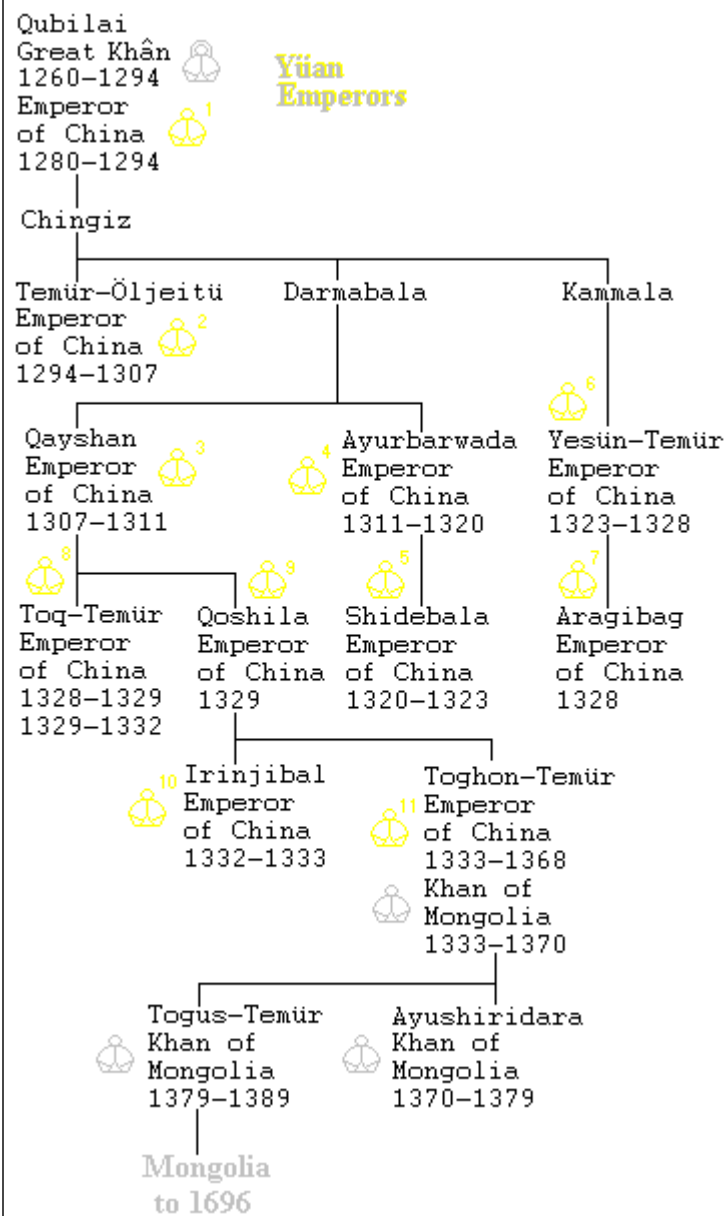 Qubilai
Great Khân
1260–1294
Emperor
of China
1280–1294
1
Yüan
Emperors
Chingiz
Temür–Öljeitü
Emperor
of China
1294–1307
2
Darmabala
Kammala
Qayshan
Emperor
of China
1307–1311
3
4
Ayurbarwada
Emperor
of China
1311–1320
6
Yesün–Temür
Emperor
of China
1323–1328
8
Toq–Temür
Emperor
of China
1328–1329
1329–1332
9
Qoshila
Emperor
of China
1329
5
Shidebala
Emperor
of China
1320–1323
7
Aragibag
Emperor
of China
1328
10
Irinjibal
Emperor
of China
1332–1333
Toghon–Temür
11
Emperor
of China
1333–1368
Khan of
Mongolia
1333–1370
Togus–Temür
Khan of
Mongolia
1379–1389
Ayushiridara
Khan of
Mongolia
1370–1379
Mongolia
to 1696